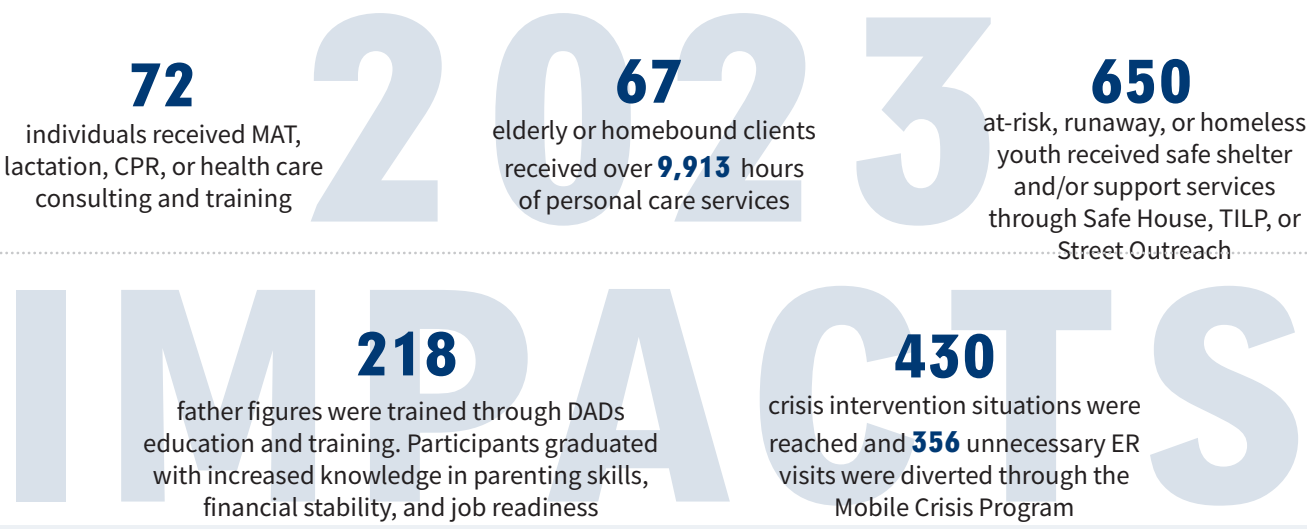 2023
72
individuals received MAT,
lactation, CPR, or health care
consulting and training
67
elderly or homebound clients
received over 9,913 hours
of personal care services
650
at-risk, runaway, or homeless
youth received safe shelter
and/or support services
through Safe House, TILP, or
Street Outreach
IMPACTS
218
father figures were trained through DADs
education and training. Participants graduated
with increased knowledge in parenting skills,
financial stability, and job readiness
430
crisis intervention situations were
reached and 356 unnecessary ER
visits were diverted through the
Mobile Crisis Program